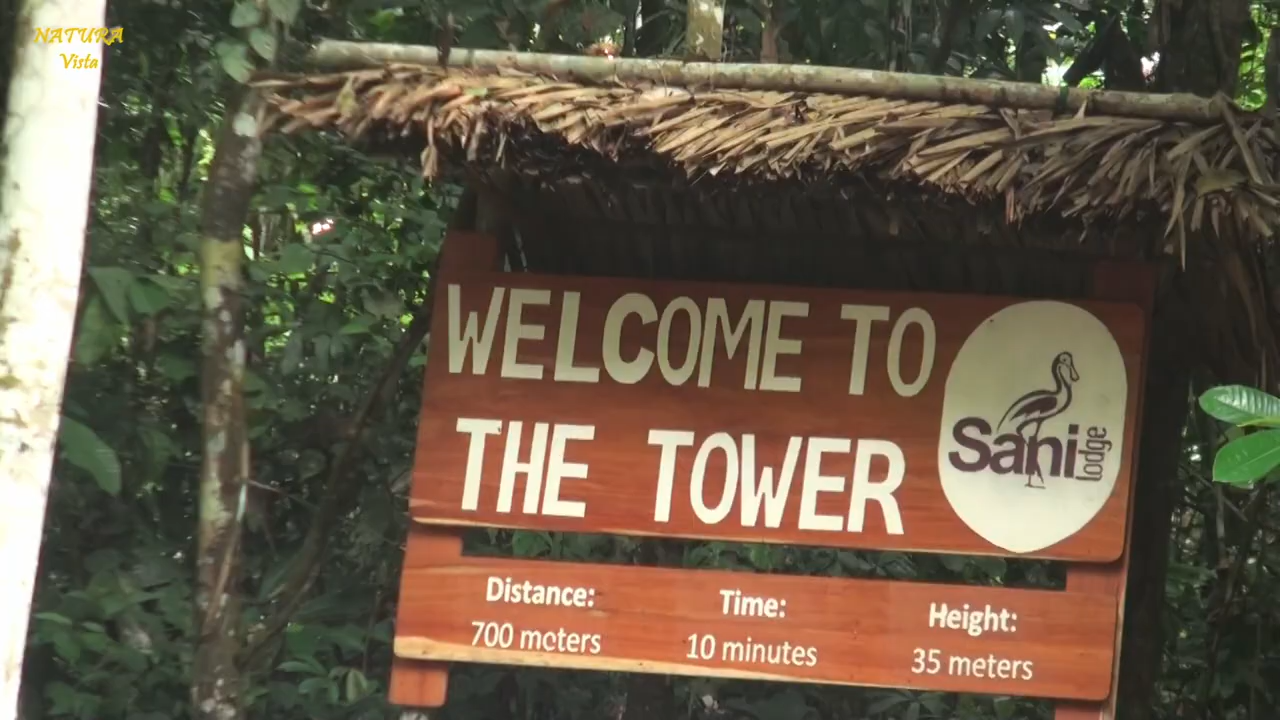 NATURA
Vista
WELCOME TO
THE TOWER
Sani lodge
Distance: Time: Height:
700 meters 10 minutes 35 meters